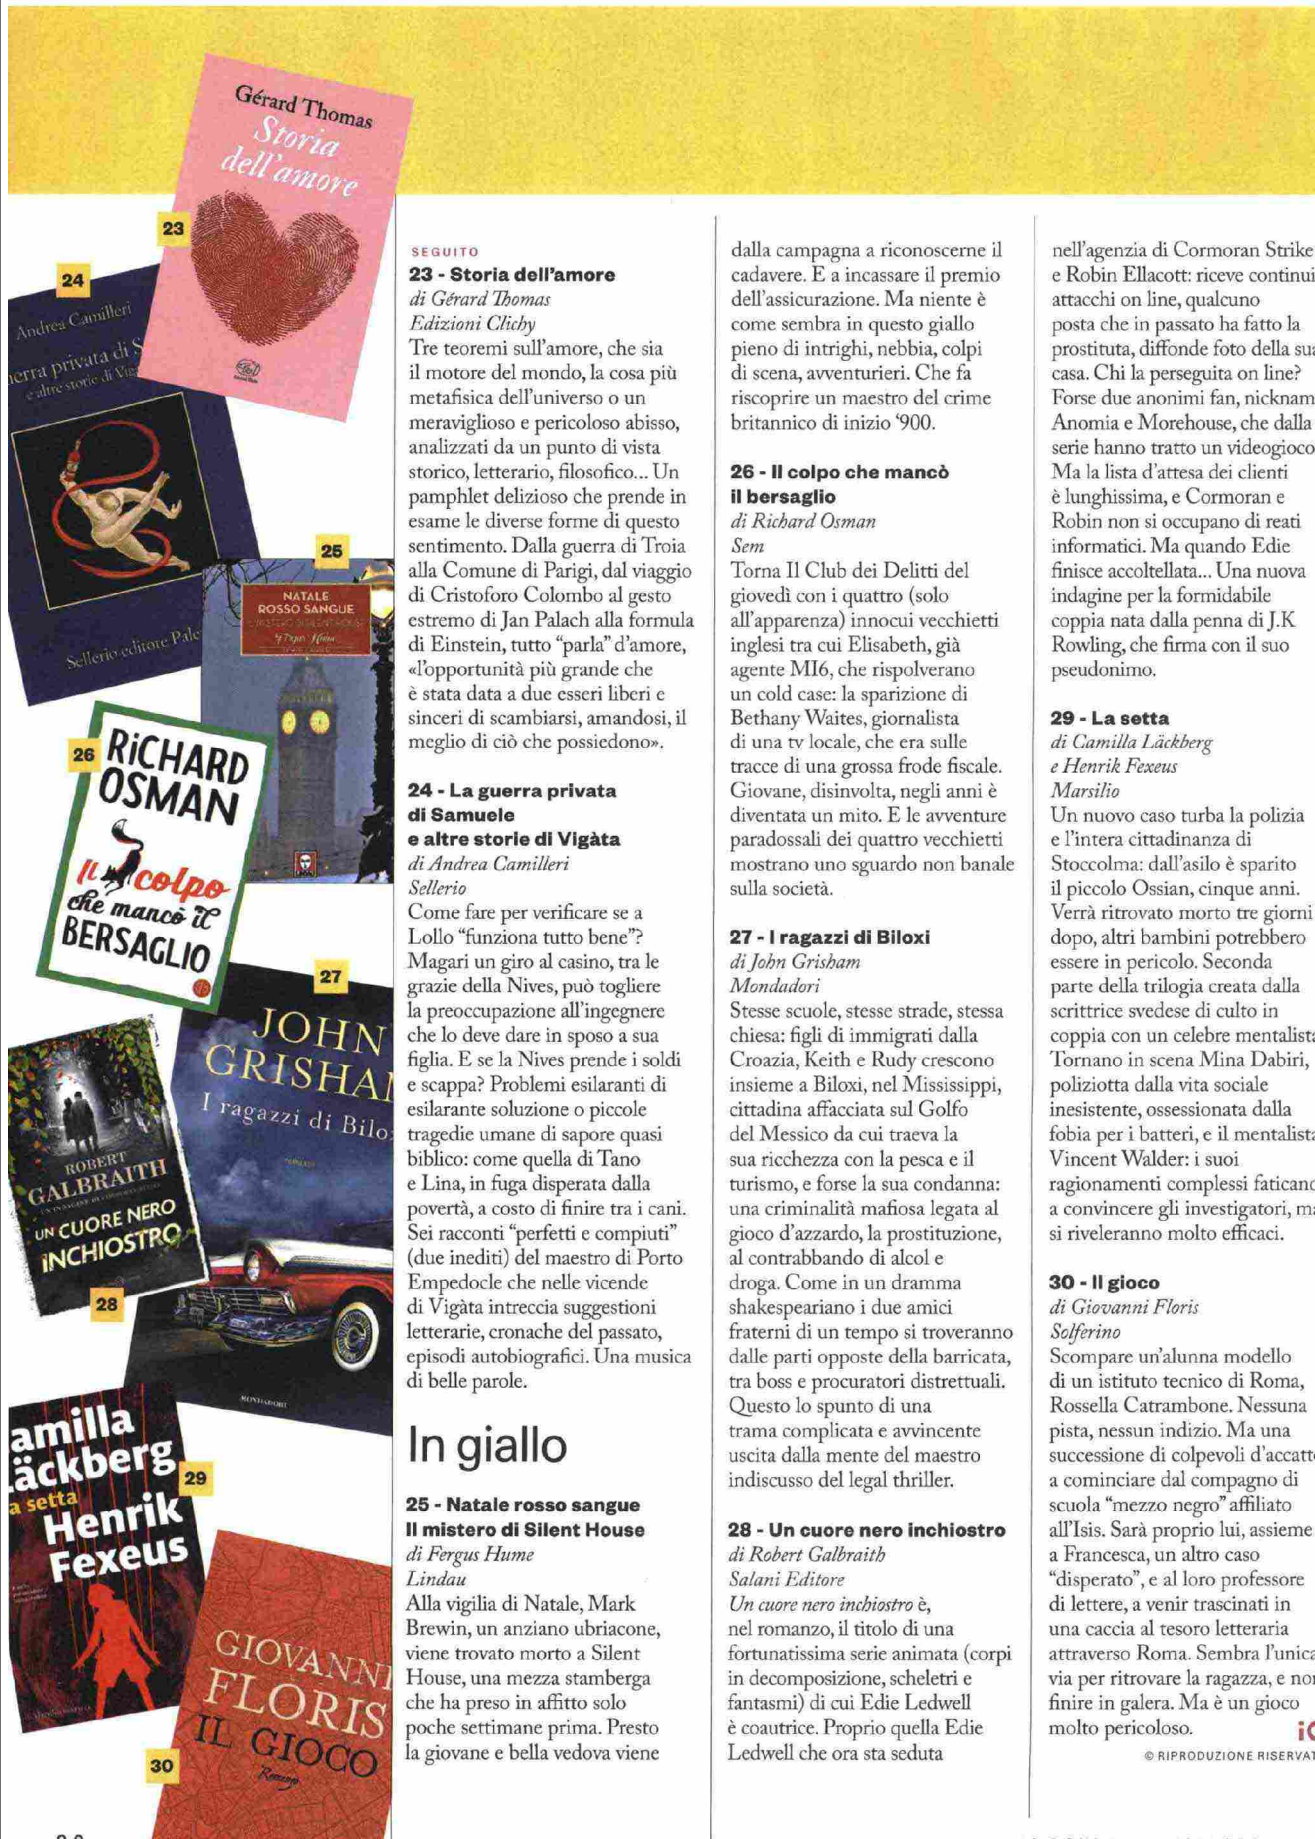 Gérard Thomas
Storia
dell'amore
23
24
Andrea Camilleri
erra privata di S
e altre storie di Vig
Sellerio editore Pale
25
NATALE
ROSSO SANGUE
26
RiCHARD
OSMAN
Il colpo
che mancò il
BERSAGLIO
27
JOHN
GRISHA
I ragazzi di Bilo
MONDADORI
ROBERT
GALBRAITH
UN CUORE NERO
iNCHIOSTRO
28
amilla
äckberg
a setta
Henrik
Fexeus
29
GIOVANNI
FLORIS
IL GIOCO
Romanzo
30
SEGUITO
23 - Storia dell'amore
di Gérard Thomas
Edizioni Clichy
Tre teoremi sull'amore, che sia
il motore del mondo, la cosa più
metafisica dell'universo o un
meraviglioso e pericoloso abisso,
analizzati da un punto di vista
storico, letterario, filosofico... Un
pamphlet delizioso che prende in
esame le diverse forme di questo
sentimento. Dalla guerra di Troia
alla Comune di Parigi, dal viaggio
di Cristoforo Colombo al gesto
estremo di Jan Palach alla formula
di Einstein, tutto “parla” d'amore,
«l'opportunità più grande che
è stata data a due esseri liberi e
sinceri di scambiarsi, amandosi, il
meglio di ciò che possiedono».
24 - La guerra privata
di Samuele
e altre storie di Vigàta
di Andrea Camilleri
Sellerio
Come fare per verificare se a
Lollo “funziona tutto bene”?
Magari un giro al casino, tra le
grazie della Nives, può togliere
la preoccupazione all'ingegnere
che lo deve dare in sposo a sua
figlia. E se la Nives prende i soldi
e scappa? Problemi esilaranti di
esilarante soluzione o piccole
tragedie umane di sapore quasi
biblico: come quella di Tano
e Lina, in fuga disperata dalla
povertà, a costo di finire tra i cani.
Sei racconti “perfetti e compiuti”
(due inediti) del maestro di Porto
Empedocle che nelle vicende
di Vigàta intreccia suggestioni
letterarie, cronache del passato,
episodi autobiografici. Una musica
di belle parole.
In giallo
25 - Natale rosso sangue
Il mistero di Silent House
di Fergus Hume
Lindau
Alla vigilia di Natale, Mark
Brewin, un anziano ubriacone,
viene trovato morto a Silent
House, una mezza stamberga
che ha preso in affitto solo
poche settimane prima. Presto
la giovane e bella vedova viene
dalla campagna a riconoscerne il
cadavere. E a incassare il premio
dell'assicurazione. Ma niente è
come sembra in questo giallo
pieno di intrighi, nebbia, colpi
di scena, avventurieri. Che fa
riscoprire un maestro del crime
britannico di inizio ‘900.
26 - Il colpo che mancò
il bersaglio
di Richard Osman
Sem
Torna Il Club dei Delitti del
giovedì con i quattro (solo
all'apparenza) innocui vecchietti
inglesi tra cui Elisabeth, già
agente MI6, che rispolverano
un cold case: la sparizione di
Bethany Waites, giornalista
di una tv locale, che era sulle
tracce di una grossa frode fiscale.
Giovane, disinvolta, negli anni è
diventata un mito. E le avventure
paradossali dei quattro vecchietti
mostrano uno sguardo non banale
sulla società.
27 - I ragazzi di Biloxi
di John Grisham
Mondadori
Stesse scuole, stesse strade, stessa
chiesa: figli di immigrati dalla
Croazia, Keith e Rudy crescono
insieme a Biloxi, nel Mississippi,
cittadina affacciata sul Golfo
del Messico da cui traeva la
sua ricchezza con la pesca e il
turismo, e forse la sua condanna:
una criminalità mafiosa legata al
gioco d'azzardo, la prostituzione,
al contrabbando di alcol e
droga. Come in un dramma
shakespeariano i due amici
fraterni di un tempo si troveranno
dalle parti opposte della barricata,
tra boss e procuratori distrettuali.
Questo lo spunto di una
trama complicata e avvincente
uscita dalla mente del maestro
indiscusso del legal thriller.
28 - Un cuore nero inchiostro
di Robert Galbraith
Salani Editore
Un cuore nero inchiostro è,
nel romanzo, il titolo di una
fortunatissima serie animata (corpi
in decomposizione, scheletri e
fantasmi) di cui Edie Ledwell
è coautrice. Proprio quella Edie
Ledwell che ora sta seduta
nell'agenzia di Cormoran Strike
e Robin Ellacott: riceve continui
attacchi on line, qualcuno
posta che in passato ha fatto la
prostituta, diffonde foto della sua
casa. Chi la perseguita on line?
Forse due anonimi fan, nicknam
Anomia e Morehouse, che dalla
serie hanno tratto un videogioco
Ma la lista d'attesa dei clienti
è lunghissima, e Cormoran e
Robin non si occupano di reati
informatici. Ma quando Edie
finisce accoltellata... Una nuova
indagine per la formidabile
coppia nata dalla penna di J.K
Rowling, che firma con il suo
pseudonimo.
29 - La setta
di Camilla Läckberg
e Henrik Fexeus
Marsilio
Un nuovo caso turba la polizia
e l'intera cittadinanza di
Stoccolma: dall'asilo è sparito
il piccolo Ossian, cinque anni.
Verrà ritrovato morto tre giorni
dopo, altri bambini potrebbero
essere in pericolo. Seconda
parte della trilogia creata dalla
scrittrice svedese di culto in
coppia con un celebre mentalista
Tornano in scena Mina Dabiri,
poliziotta dalla vita sociale
inesistente, ossessionata dalla
fobia per i batteri, e il mentalista
Vincent Walder: i suoi
ragionamenti complessi faticano
a convincere gli investigatori, ma
si riveleranno molto efficaci.
30 - Il gioco
di Giovanni Floris
Solferino
Scompare un'alunna modello
di un istituto tecnico di Roma,
Rossella Catrambone. Nessuna
pista, nessun indizio. Ma una
successione di colpevoli d'accatto
a cominciare dal compagno di
scuola “mezzo negro” affiliato
all'Isis. Sarà proprio lui, assieme
a Francesca, un altro caso
“disperato”, e al loro professore
di lettere, a venir trascinati in
una caccia al tesoro letteraria
attraverso Roma. Sembra l'unica
via per ritrovare la ragazza, e non
finire in galera. Ma è un gioco
molto pericoloso.
© RIPRODUZIONE RISERVAT